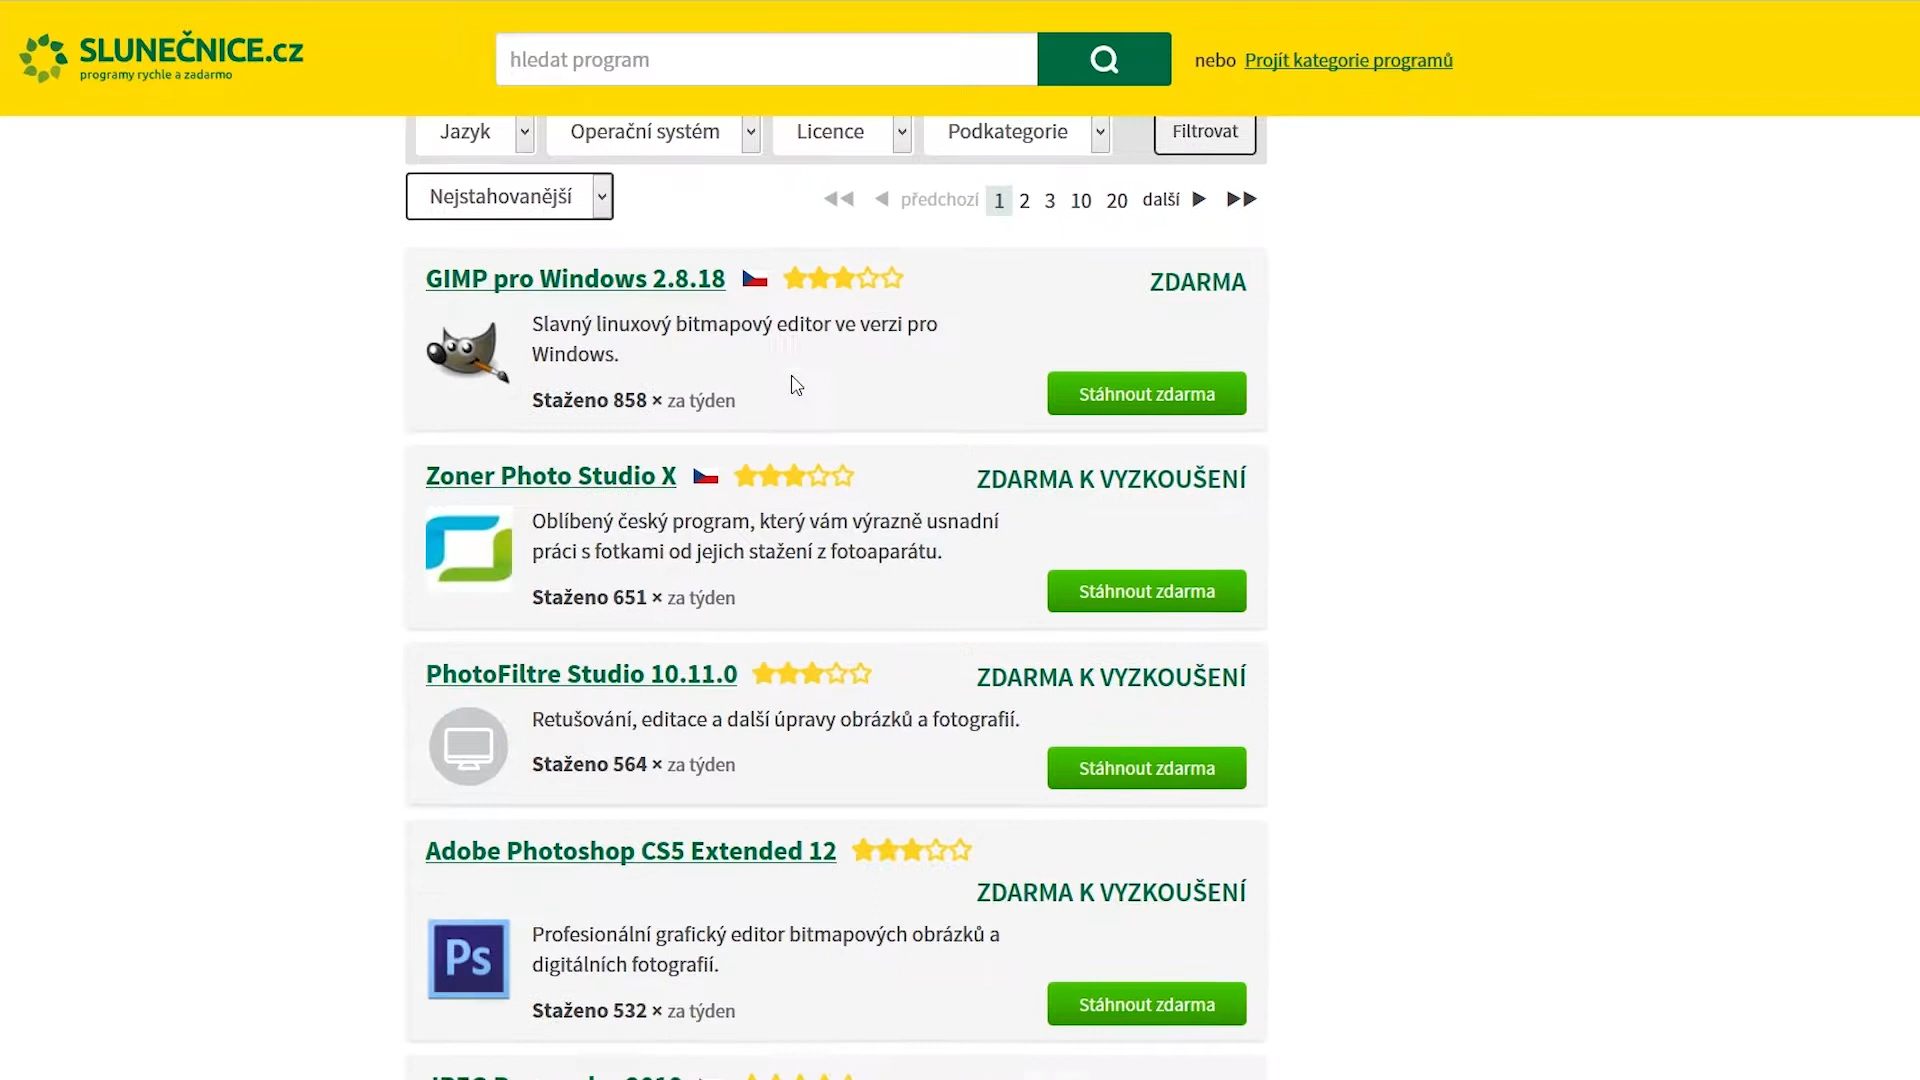 SLUNEČNICE.cz
programy rychle a zadarmo
hledat program
nebo Projít kategorie programů
Jazyk Operační systém Licence Podkategorie Filtrovat
Nejstahovanější
předchozí 1 2 3 10 20 další
GIMP pro Windows 2.8.18
ZDARMA
Slavný linuxový bitmapový editor ve verzi pro
Windows.
Staženo 858 × za týden
Stáhnout zdarma
Zoner Photo Studio X
ZDARMA K VYZKOUŠENÍ
Oblíbený český program, který vám výrazně usnadní
práci s fotkami od jejich stažení z fotoaparátu.
Staženo 651 × za týden
Stáhnout zdarma
PhotoFiltre Studio 10.11.0
ZDARMA K VYZKOUŠENÍ
Retušování, editace a další úpravy obrázků a fotografií.
Staženo 564 × za týden
Stáhnout zdarma
Adobe Photoshop CS5 Extended 12
ZDARMA K VYZKOUŠENÍ
Ps
Profesionální grafický editor bitmapových obrázků a
digitálních fotografií.
Staženo 532 × za týden
Stáhnout zdarma